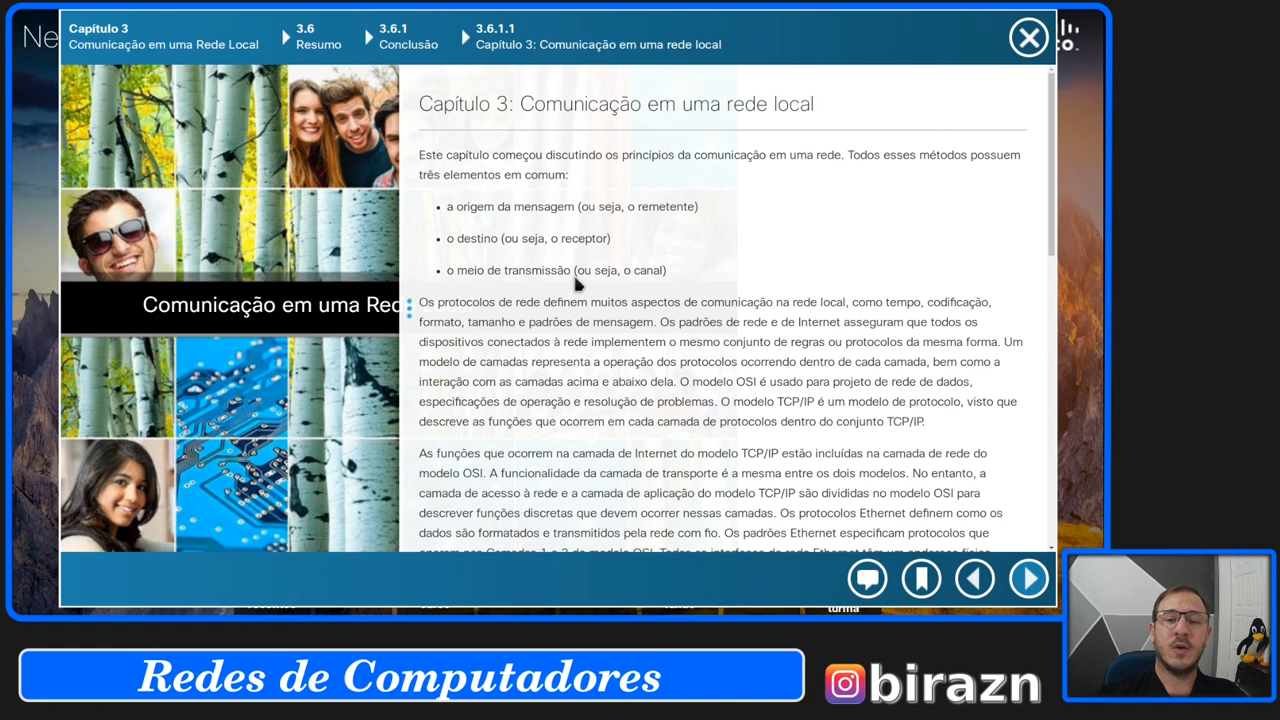 Ne
Capítulo 3
Comunicação em uma Rede Local
3.6
Resumo
3.6.1
Conclusão
3.6.1.1
Capítulo 3: Comunicação em uma rede local
Capítulo 3: Comunicação em uma rede local
Este capítulo começou discutindo os princípios da comunicação em uma rede. Todos esses métodos possuem
três elementos em comum:
• a origem da mensagem (ou seja, o remetente)
• o destino (ou seja, o receptor)
• o meio de transmissão (ou seja, o canal)
Comunicação em uma Rede Local
Os protocolos de rede definem muitos aspectos de comunicação na rede local, como tempo, codificação,
formato, tamanho e padrões de mensagem. Os padrões de rede e de Internet asseguram que todos os
dispositivos conectados à rede implementem o mesmo conjunto de regras ou protocolos da mesma forma. Um
modelo de camadas representa a operação dos protocolos ocorrendo dentro de cada camada, bem como a
interação com as camadas acima e abaixo dela. O modelo OSI é usado para projeto de rede de dados,
especificações de operação e resolução de problemas. O modelo TCP/IP é um modelo de protocolo, visto que
descreve as funções que ocorrem em cada camada de protocolos dentro do conjunto TCP/IP.
As funções que ocorrem na camada de Internet do modelo TCP/IP estão incluídas na camada de rede do
modelo OSI. A funcionalidade da camada de transporte é a mesma entre os dois modelos. No entanto, a
camada de acesso à rede e a camada de aplicação do modelo TCP/IP são divididas no modelo OSI para
descrever funções discretas que devem ocorrer nessas camadas. Os protocolos Ethernet definem como os
dados são formatados e transmitidos pela rede com fio. Os padrões Ethernet especificam protocolos que
turma
Redes de Computadores
birazn